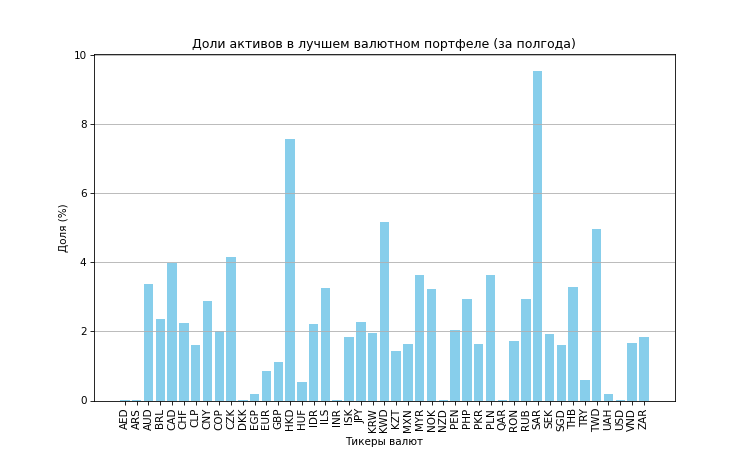 Доли активов в лучшем валютном портфеле (за полгода)
Доля (%)
10
8
6
4
2
0
AED ARS AUD BRL CAD CHF CLP CNY COP CZK DKK EGP EUR GBP HKD HUF IDR ILS INR ISK JPY KRW KWD KZT MXN MYR NOK NZD PEN PHP PKR PLN QAR RON RUB SAR SEK SGD THB TRY TWD UAH USD VND ZAR
Тикеры валют